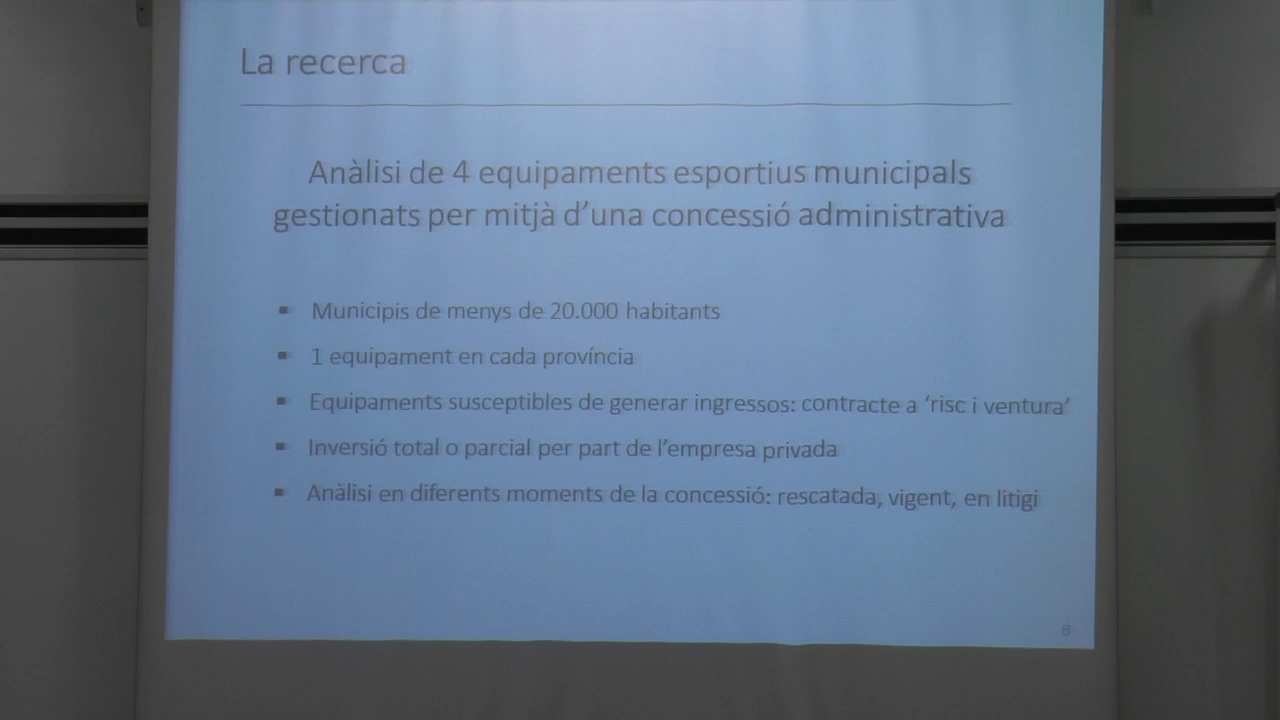 La recerca
Anàlisi de 4 equipaments esportius municipals
gestionats per mitjà d’una concessió administrativa
▪ Municipis de menys de 20.000 habitants
▪ 1 equipament en cada província
▪ Equipaments susceptibles de generar ingressos: contracte a ‘risc i ventura’
▪ Inversió total o parcial per part de l’empresa privada
▪ Anàlisi en diferents moments de la concessió: rescatada, vigent, en litigi
6